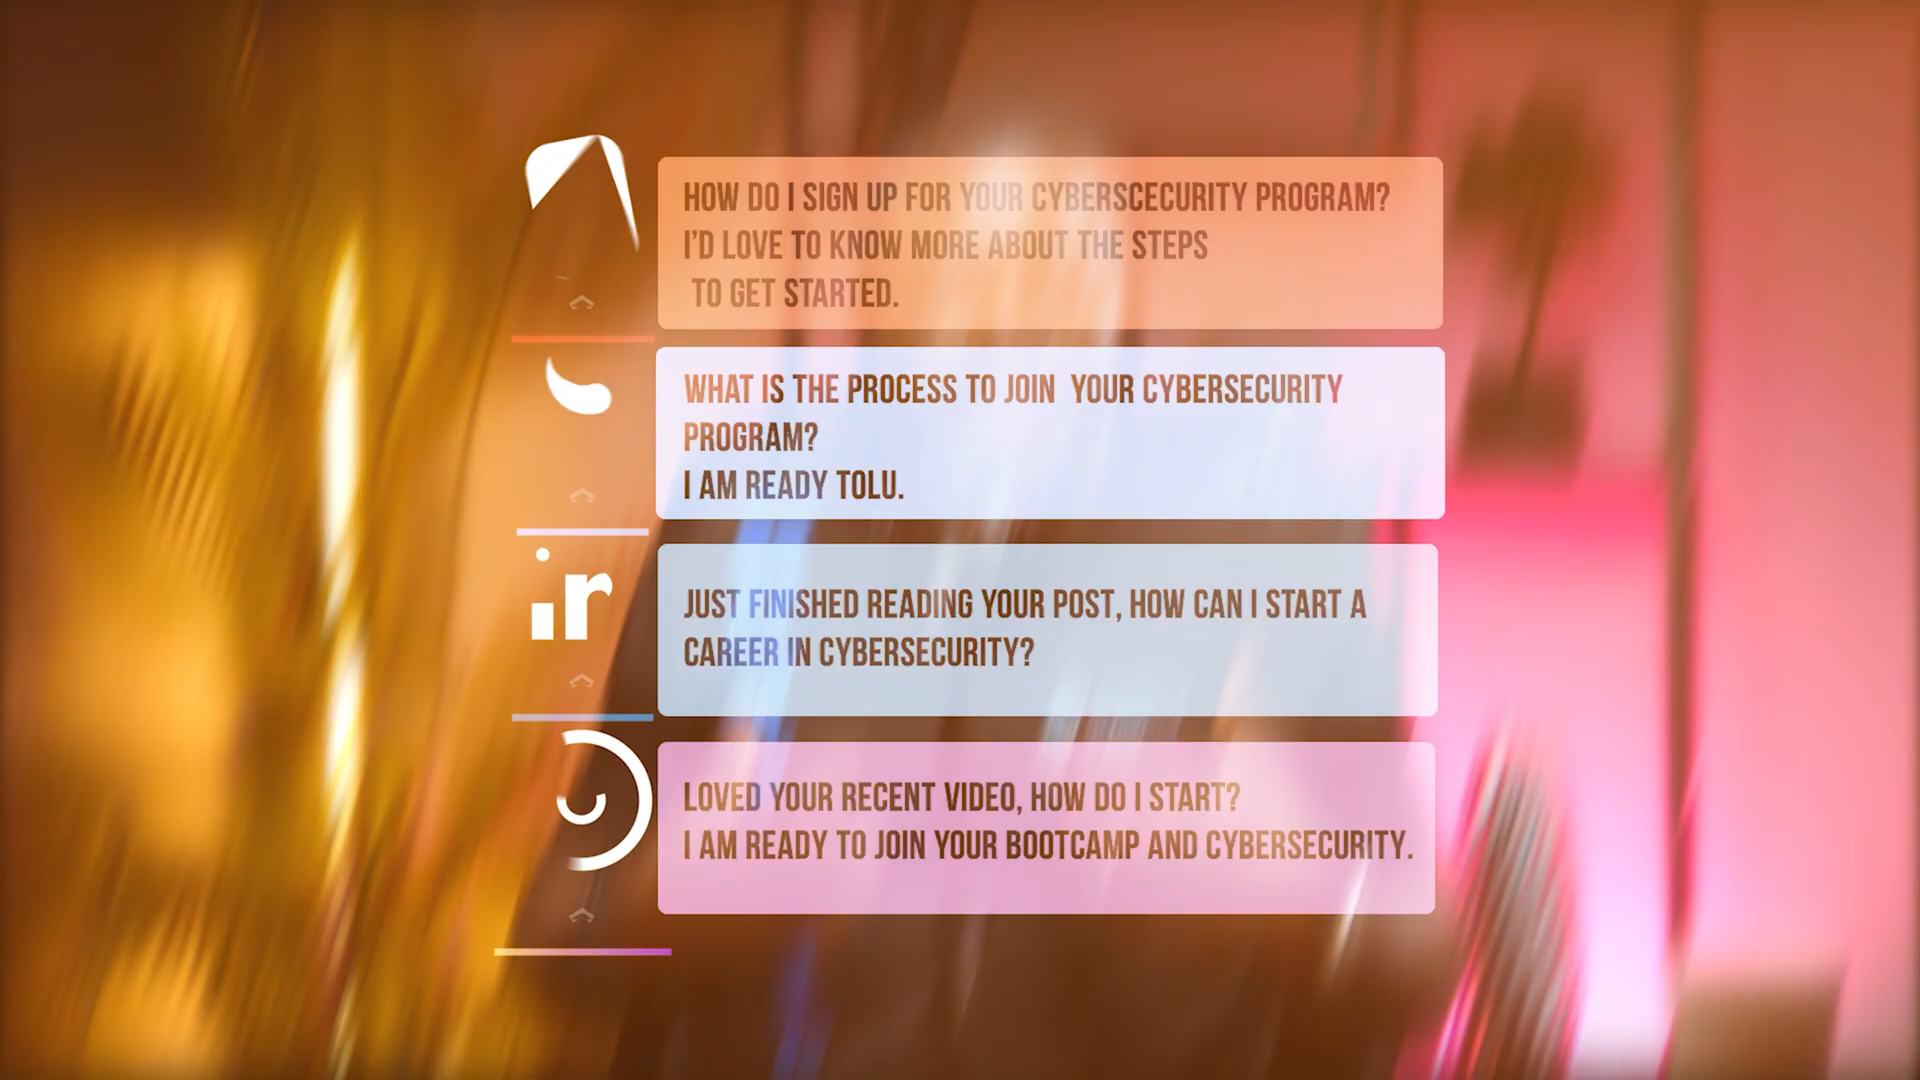 HOW DO I SIGN UP FOR YOUR CYBERSCECURITY PROGRAM?
I'D LOVE TO KNOW MORE ABOUT THE STEPS
TO GET STARTED.
WHAT IS THE PROCESS TO JOIN YOUR CYBERSECURITY
PROGRAM?
I AM READY TOLU.
JUST FINISHED READING YOUR POST, HOW CAN I START A
CAREER IN CYBERSECURITY?
LOVED YOUR RECENT VIDEO, HOW DO I START?
I AM READY TO JOIN YOUR BOOTCAMP AND CYBERSECURITY.